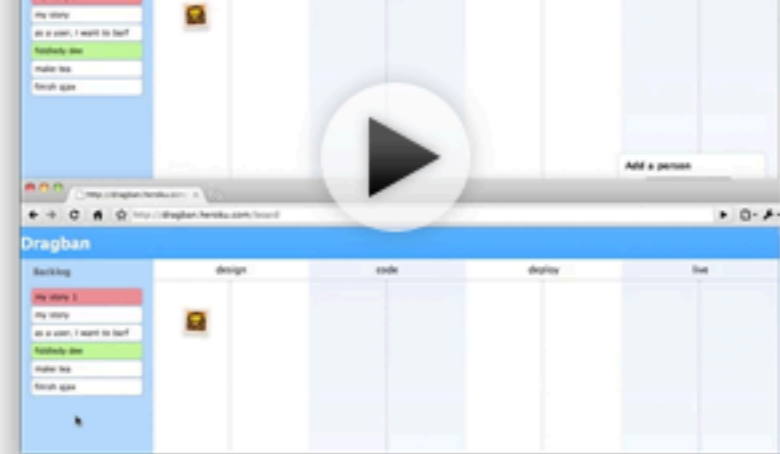 my story
as a user, I want to barf
fiddledy dee
make tea
finish ajax
Add a person
http://dragban.heroku.com/board
Dragban
Backlog
design
code
deploy
live
my story 1
my story
as a user, I want to barf
fiddledy dee
make tea
finish ajax